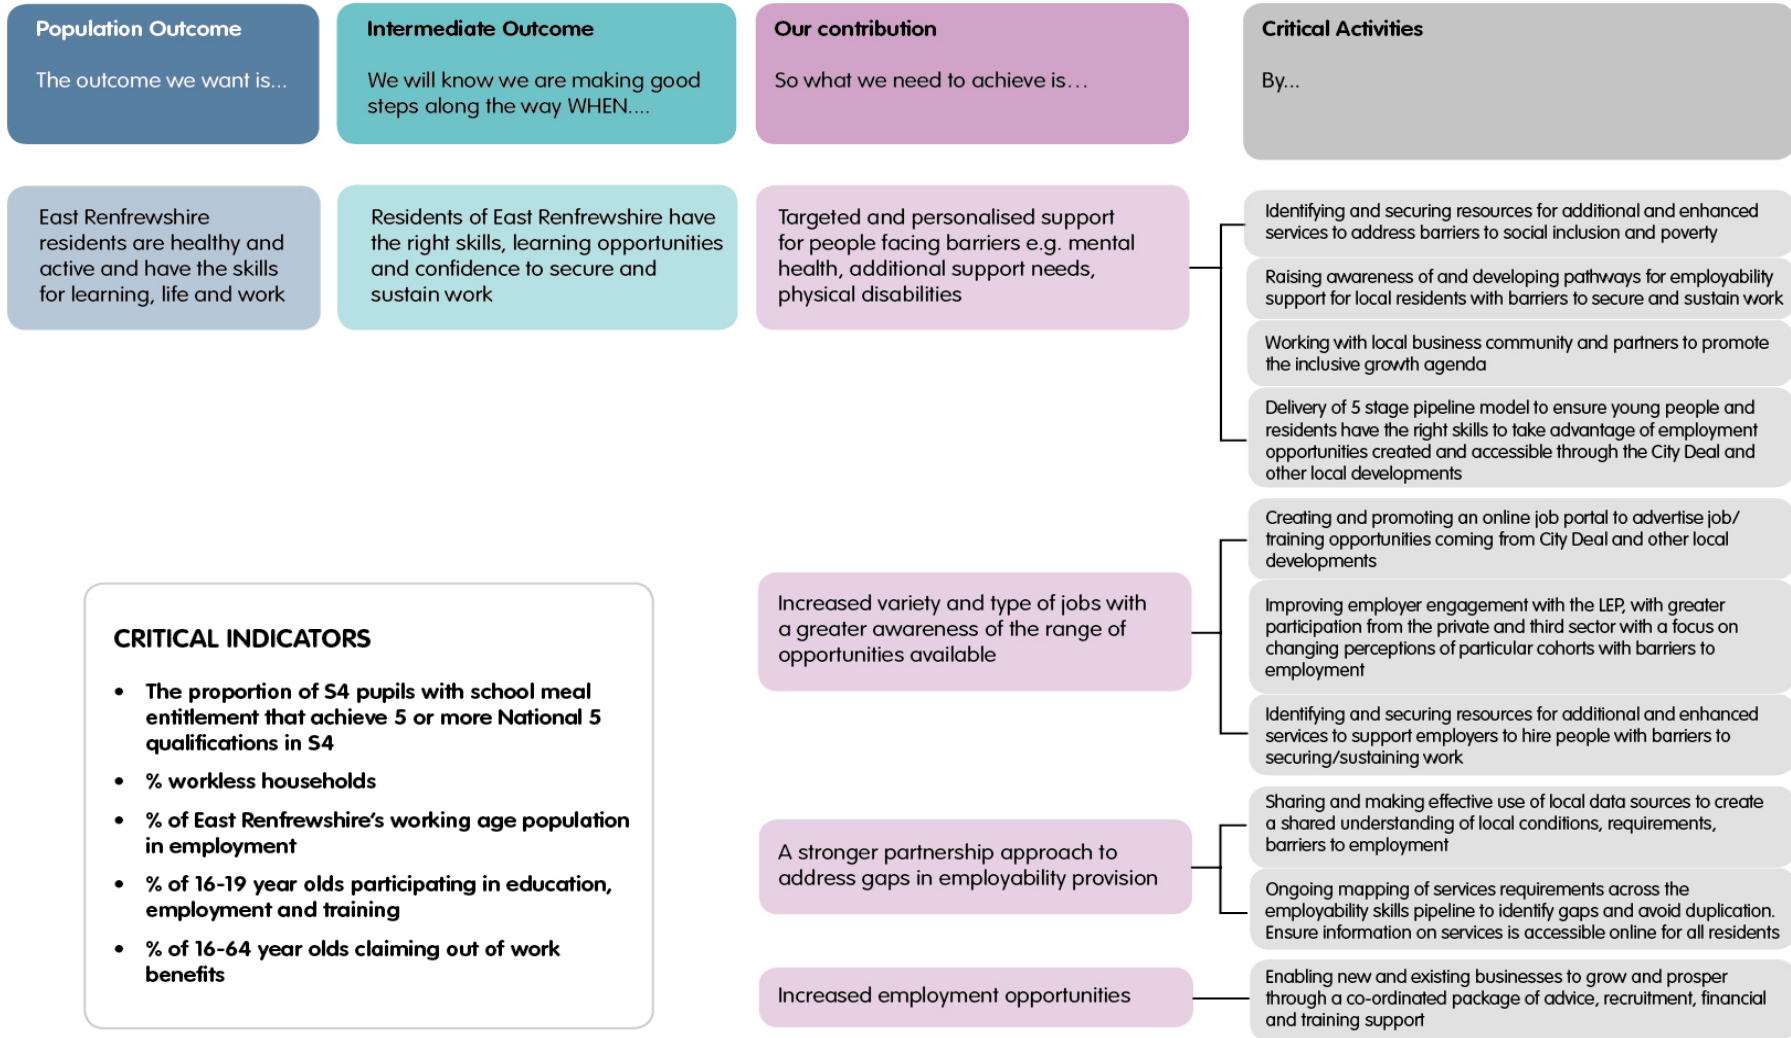 Population Outcome
The outcome we want is...
Intermediate Outcome
We will know we are making good
steps along the way WHEN....
Our contribution
So what we need to achieve is...
Critical Activities
By...
East Renfrewshire
residents are healthy and
active and have the skills
for learning, life and work
Residents of East Renfrewshire have
the right skills, learning opportunities
and confidence to secure and
sustain work
Targeted and personalised support
for people facing barriers e.g. mental
health, additional support needs,
physical disabilities
Identifying and securing resources for additional and enhanced
services to address barriers to social inclusion and poverty
Raising awareness of and developing pathways for employability
support for local residents with barriers to secure and sustain work
Working with local business community and partners to promote
the inclusive growth agenda
Delivery of 5 stage pipeline model to ensure young people and
residents have the right skills to take advantage of employment
opportunities created and accessible through the City Deal and
other local developments
Increased variety and type of jobs with
a greater awareness of the range of
opportunities available
Creating and promoting an online job portal to advertise job/
training opportunities coming from City Deal and other local
developments
Improving employer engagement with the LEP, with greater
participation from the private and third sector with a focus on
changing perceptions of particular cohorts with barriers to
employment
Identifying and securing resources for additional and enhanced
services to support employers to hire people with barriers to
securing/sustaining work
A stronger partnership approach to
address gaps in employability provision
Sharing and making effective use of local data sources to create
a shared understanding of local conditions, requirements,
barriers to employment
Ongoing mapping of services requirements across the
employability skills pipeline to identify gaps and avoid duplication.
Ensure information on services is accessible online for all residents
Increased employment opportunities
Enabling new and existing businesses to grow and prosper
through a co-ordinated package of advice, recruitment, financial
and training support
CRITICAL INDICATORS
• The proportion of S4 pupils with school meal
entitlement that achieve 5 or more National 5
qualifications in S4
• % workless households
• % of East Renfrewshire's working age population
in employment
• % of 16-19 year olds participating in education,
employment and training
• % of 16-64 year olds claiming out of work
benefits